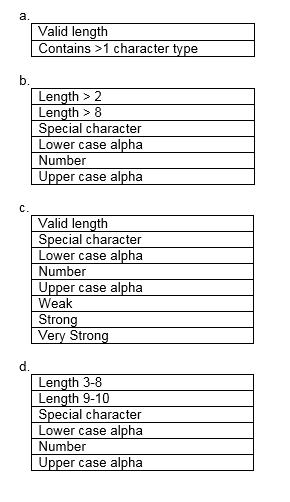 a.
Valid length
Contains >1 character type
b.
Length > 2
Length > 8
Special character
Lower case alpha
Number
Upper case alpha
c.
Valid length
Special character
Lower case alpha
Number
Upper case alpha
Weak
Strong
Very Strong
d.
Length 3-8
Length 9-10
Special character
Lower case alpha
Number
Upper case alpha